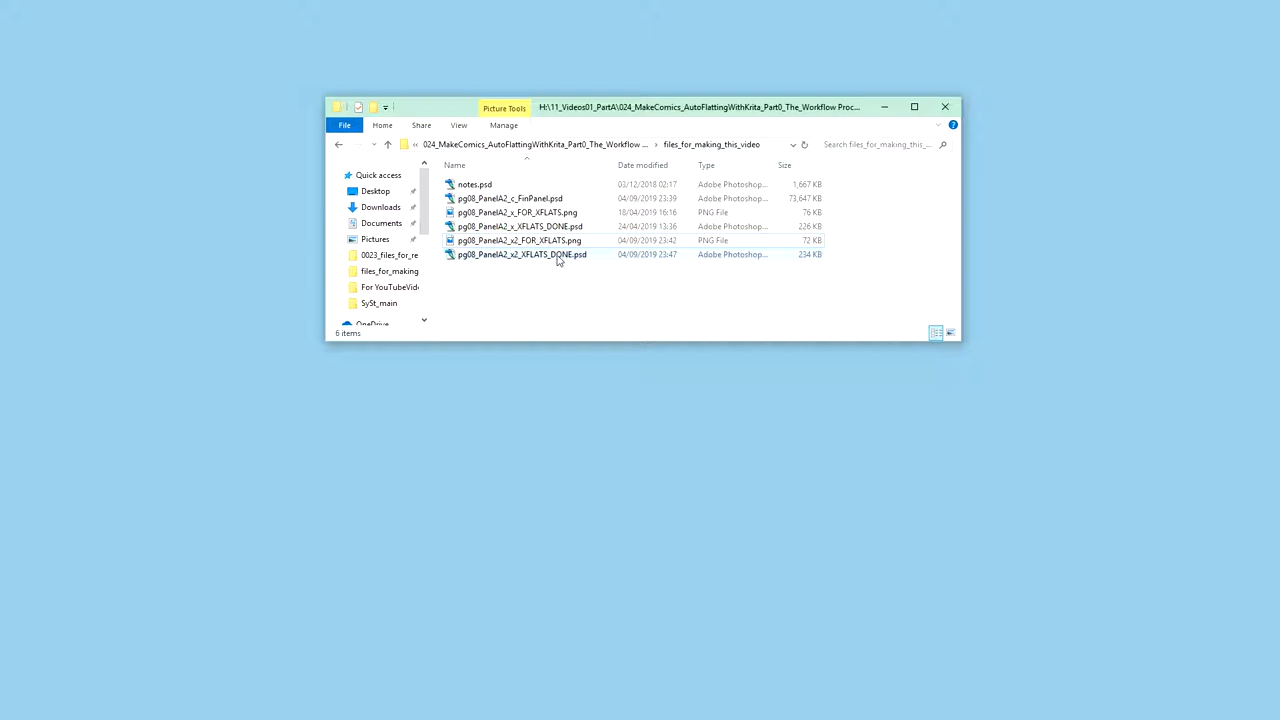 Picture Tools H:\11_Videos01_PartA\024_MakeComics_AutoFlattingWithKrita_Part0_The_Workflow Proc...
File Home Share View Manage
« 024_MakeComics_AutoFlattingWithKrita_Part0_The_Workflow ... > files_for_making_this_video Search files_for_making_this_...
Name Date modified Type Size
Quick access
Desktop
Downloads
Documents
Pictures
0023_files_for_re
files_for_making
For YouTubeVid
SySt_main
OneDrive
notes.psd 03/12/2018 02:17 Adobe Photoshop... 1,667 KB
pg08_PanelA2_c_FinPanel.psd 04/09/2019 23:39 Adobe Photoshop... 73,647 KB
pg08_PanelA2_x_FOR_XFLATS.png 18/04/2019 16:16 PNG File 76 KB
pg08_PanelA2_x_XFLATS_DONE.psd 24/04/2019 13:36 Adobe Photoshop... 226 KB
pg08_PanelA2_x2_FOR_XFLATS.png 04/09/2019 23:42 PNG File 72 KB
pg08_PanelA2_x2_XFLATS_DONE.psd 04/09/2019 23:47 Adobe Photoshop... 234 KB
6 items